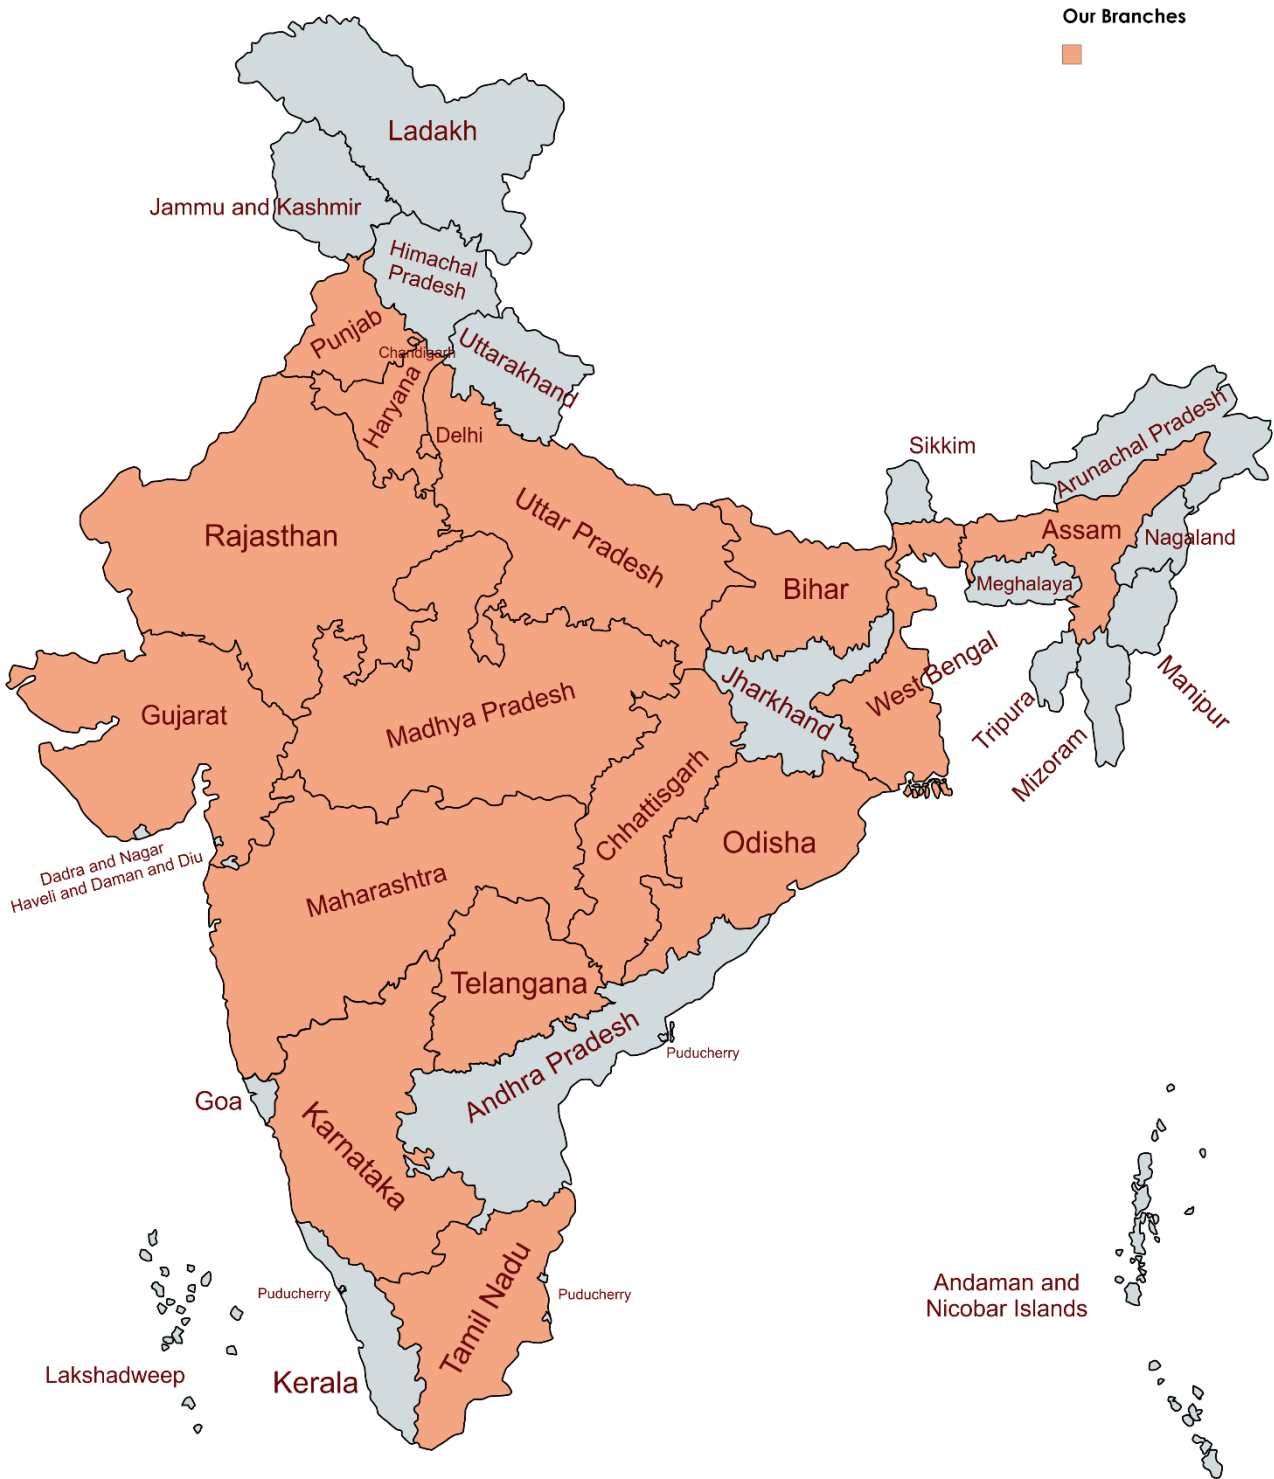 Our Branches
Ladakh
Jammu and Kashmir
Himachal
Pradesh
Punjab
Chandigarh
Uttarakhand
Haryana
Delhi
Arunachal Pradesh
Sikkim
Rajasthan
Uttar Pradesh
Assam
Nagaland
Bihar
Meghalaya
West Bengal
Jharkhand
Manipur
Tripura
Mizoram
Gujarat
Madhya Pradesh
Chhattisgarh
Odisha
Dadra and Nagar
Haveli and Daman and Diu
Maharashtra
Telangana
Andhra Pradesh
Puducherry
Goa
Karnataka
Puducherry
Puducherry
Tamil Nadu
Andaman and
Nicobar Islands
Lakshadweep
Kerala